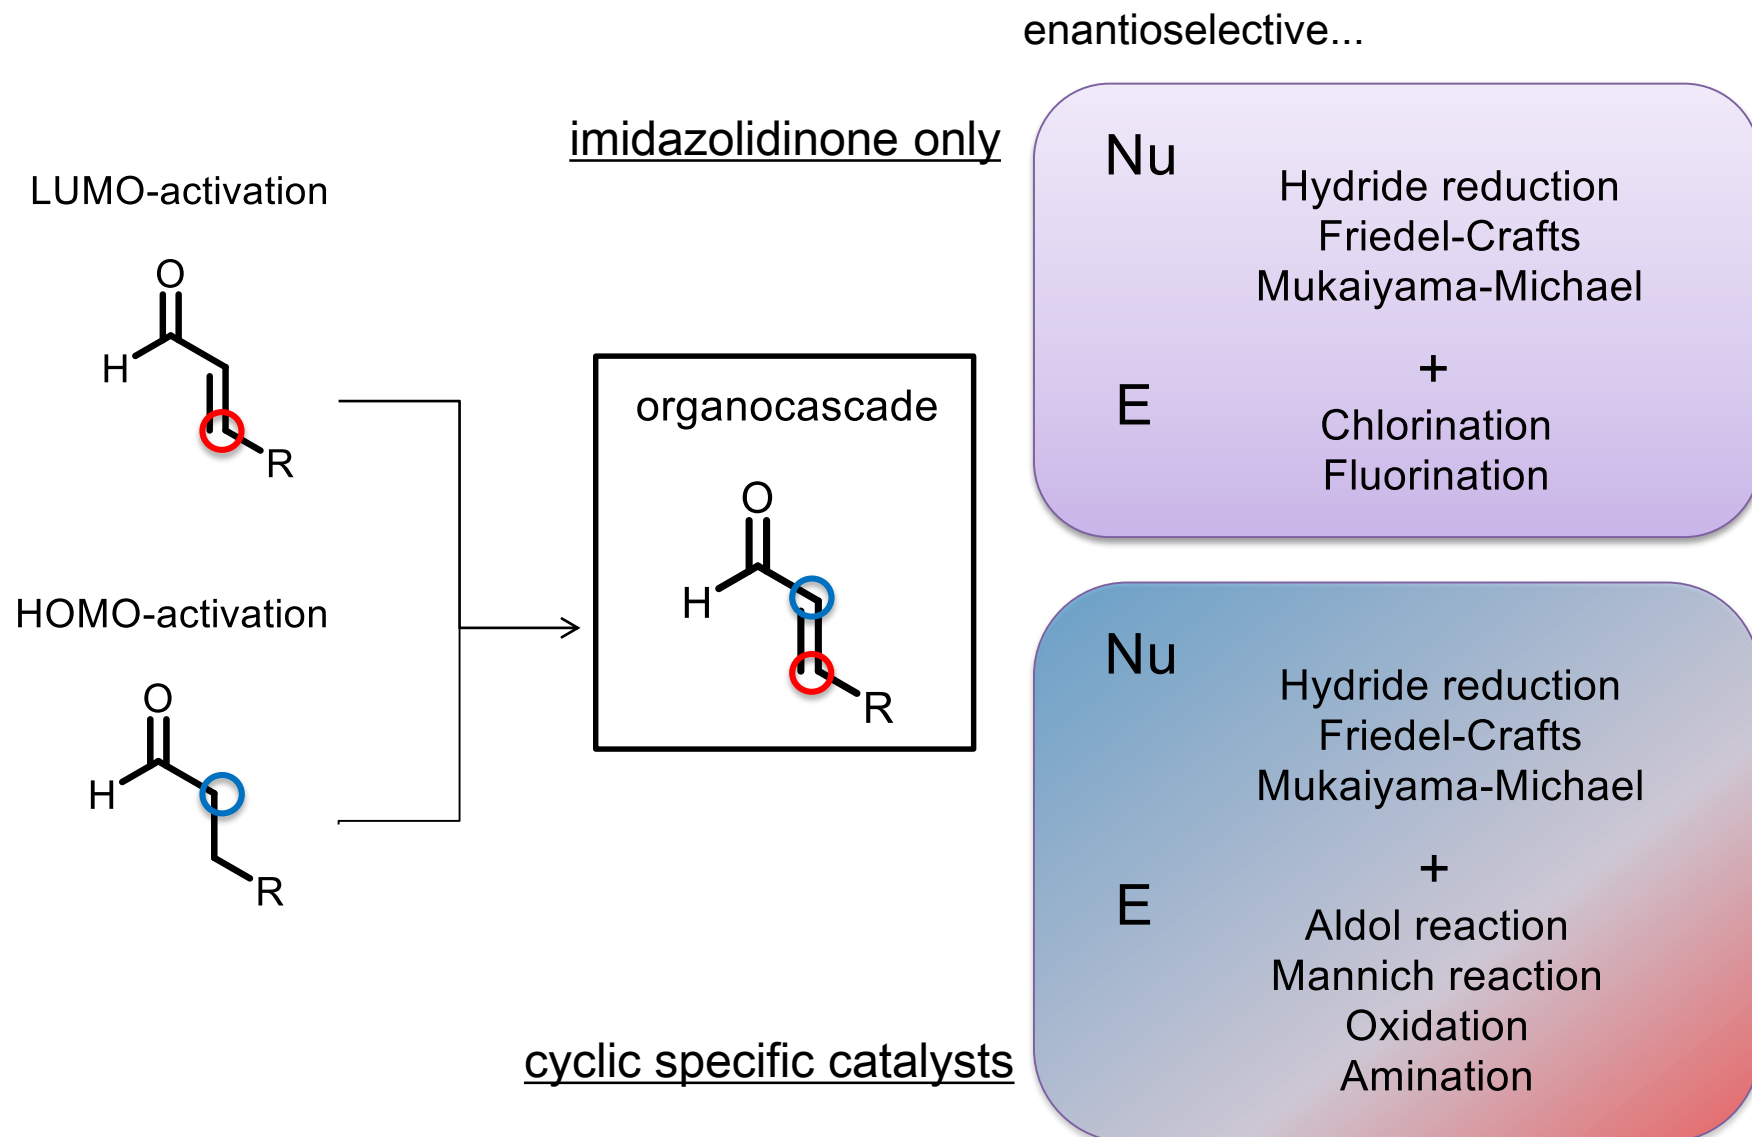 enantioselective...
imidazolidinone only
LUMO-activation
O
H
R
HOMO-activation
O
H
R
organocascade
O
H
R
Nu
Hydride reduction
Friedel-Crafts
Mukaiyama-Michael
+
E
Chlorination
Fluorination
cyclic specific catalysts
Nu
Hydride reduction
Friedel-Crafts
Mukaiyama-Michael
+
E
Aldol reaction
Mannich reaction
Oxidation
Amination